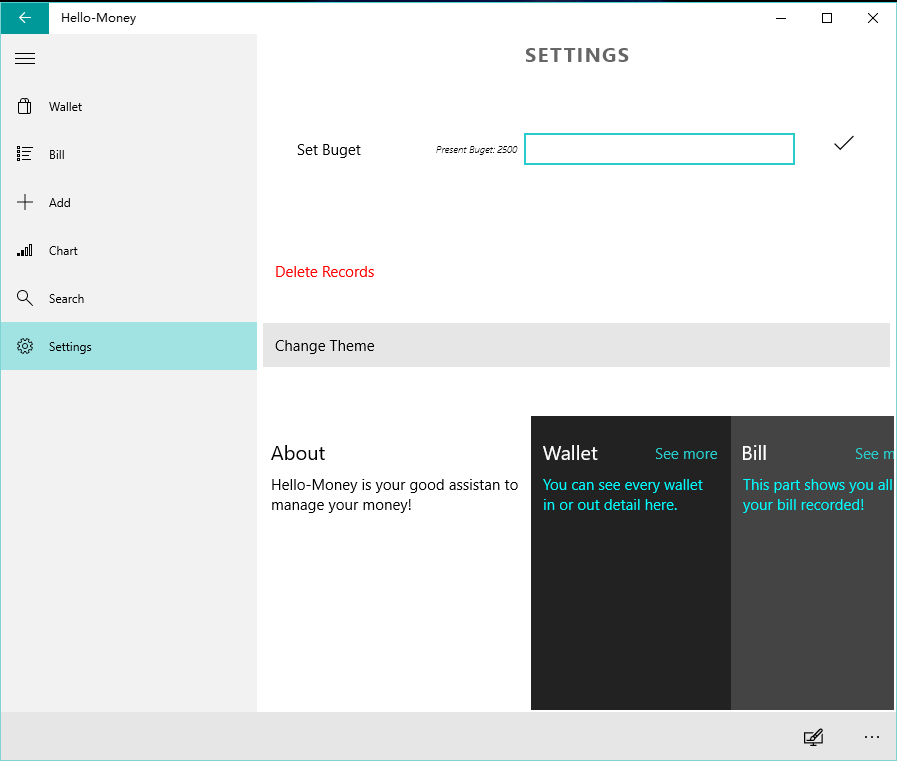 Hello-Money
SETTINGS
Wallet
Bill
Add
Chart
Search
Settings
Set Buget
Present Buget: 2500
Delete Records
Change Theme
About
Hello-Money is your good assistan to
manage your money!
Wallet
See more
You can see every wallet
in or out detail here.
Bill
See m
This part shows you all
your bill recorded!